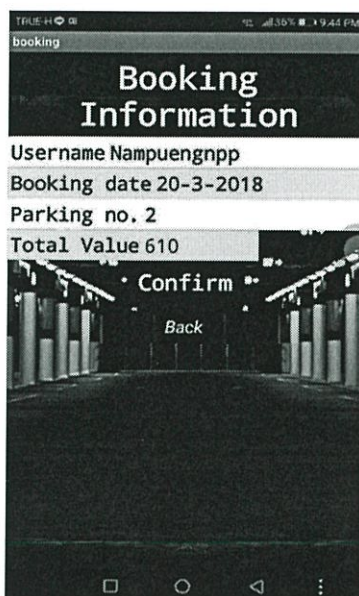 TRUE-H 36% 9:44 PM
booking
Booking
Information
Username Nampuengnpp
Booking date 20-3-2018
Parking no. 2
Total Value 610
Confirm
Back